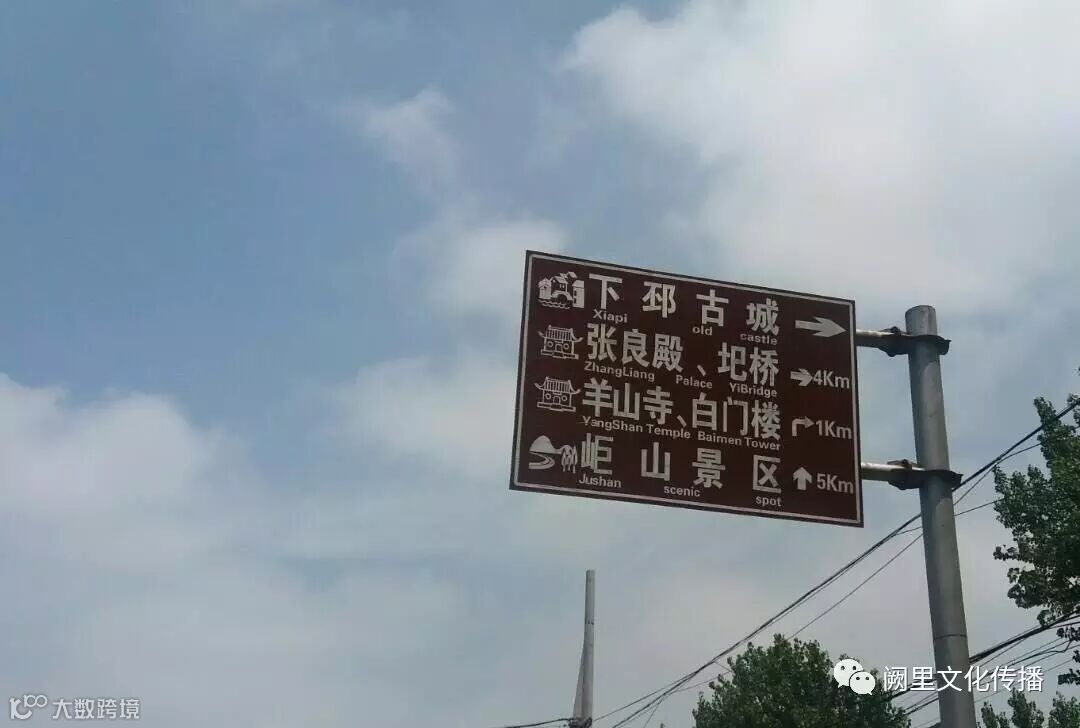 下邳古城
Xiapi old castle
张良殿、圯桥 4Km
ZhangLiang Palace YiBridge
羊山寺、白门楼 1Km
YangShan Temple Baimen Tower
岠山景区 5Km
Jushan scenic spot
阙里文化传播
大数跨境